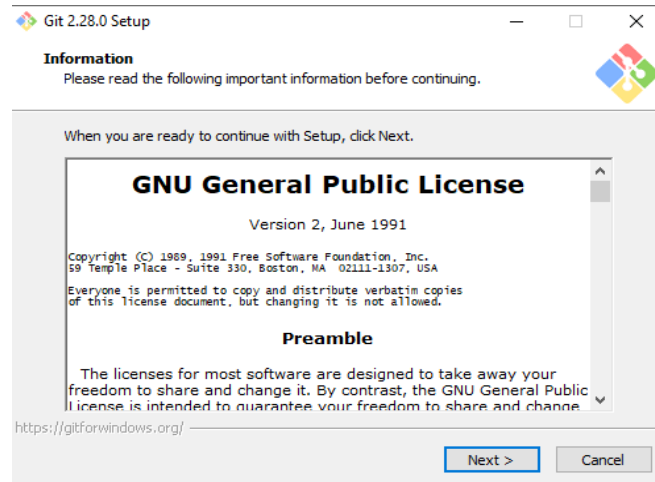 Git 2.28.0 Setup
Information
Please read the following important information before continuing.
When you are ready to continue with Setup, click Next.
GNU General Public License
Version 2, June 1991
Copyright (C) 1989, 1991 Free Software Foundation, Inc.
59 Temple Place - Suite 330, Boston, MA  02111-1307, USA
Everyone is permitted to copy and distribute verbatim copies
of this license document, but changing it is not allowed.
Preamble
The licenses for most software are designed to take away your
freedom to share and change it. By contrast, the GNU General Public
License is intended to guarantee your freedom to share and change
https://gitforwindows.org/
Next >
Cancel